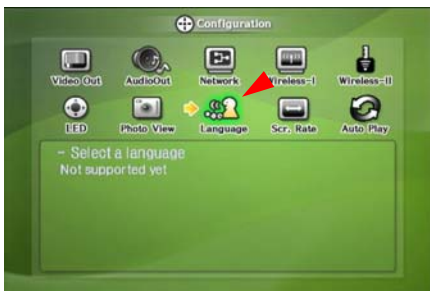 Configuration
Video Out AudioOut Network Wireless-I Wireless-II
LED Photo View Language Scr. Rate Auto Play
- Select a language
Not supported yet